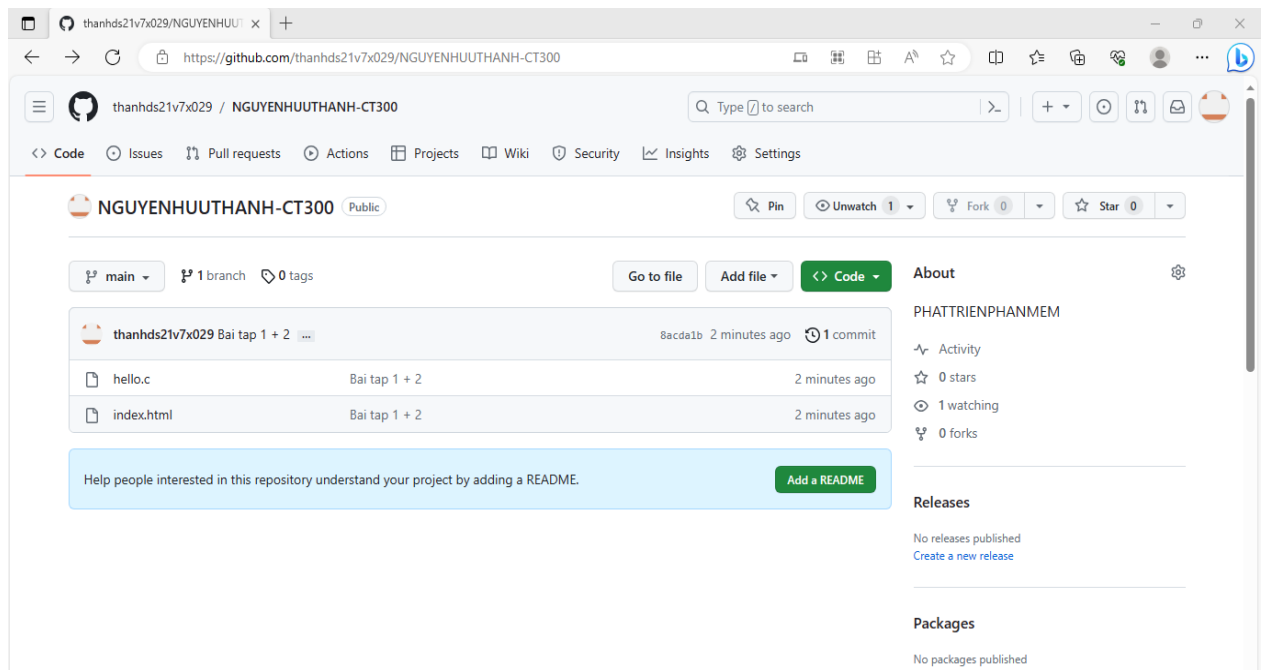 thanhds21v7x029/NGUYENHUUT
https://github.com/thanhds21v7x029/NGUYENHUUTHANH-CT300
thanhds21v7x029 / NGUYENHUUTHANH-CT300
Type / to search
Code Issues Pull requests Actions Projects Wiki Security Insights Settings
NGUYENHUUTHANH-CT300 Public
Pin Unwatch 1 Fork 0 Star 0
main 1 branch 0 tags Go to file Add file Code
thanhds21v7x029 Bai tap 1 + 2 ... 8acda1b 2 minutes ago 1 commit
hello.c Bai tap 1 + 2 2 minutes ago
index.html Bai tap 1 + 2 2 minutes ago
Help people interested in this repository understand your project by adding a README. Add a README
About
PHATTRIENPHANMEM
Activity
0 stars
1 watching
0 forks
Releases
No releases published
Create a new release
Packages
No packages published